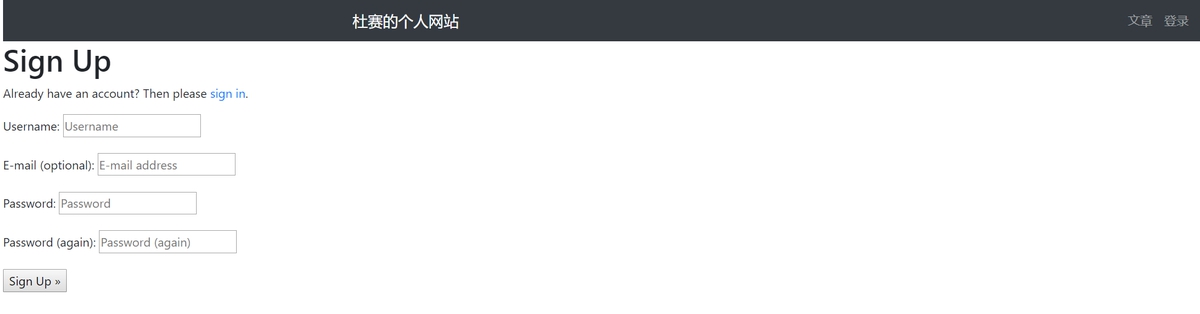 杜赛的个人网站 文章 登录
Sign Up
Already have an account? Then please sign in.
Username: Username
E-mail (optional): E-mail address
Password: Password
Password (again): Password (again)
Sign Up »